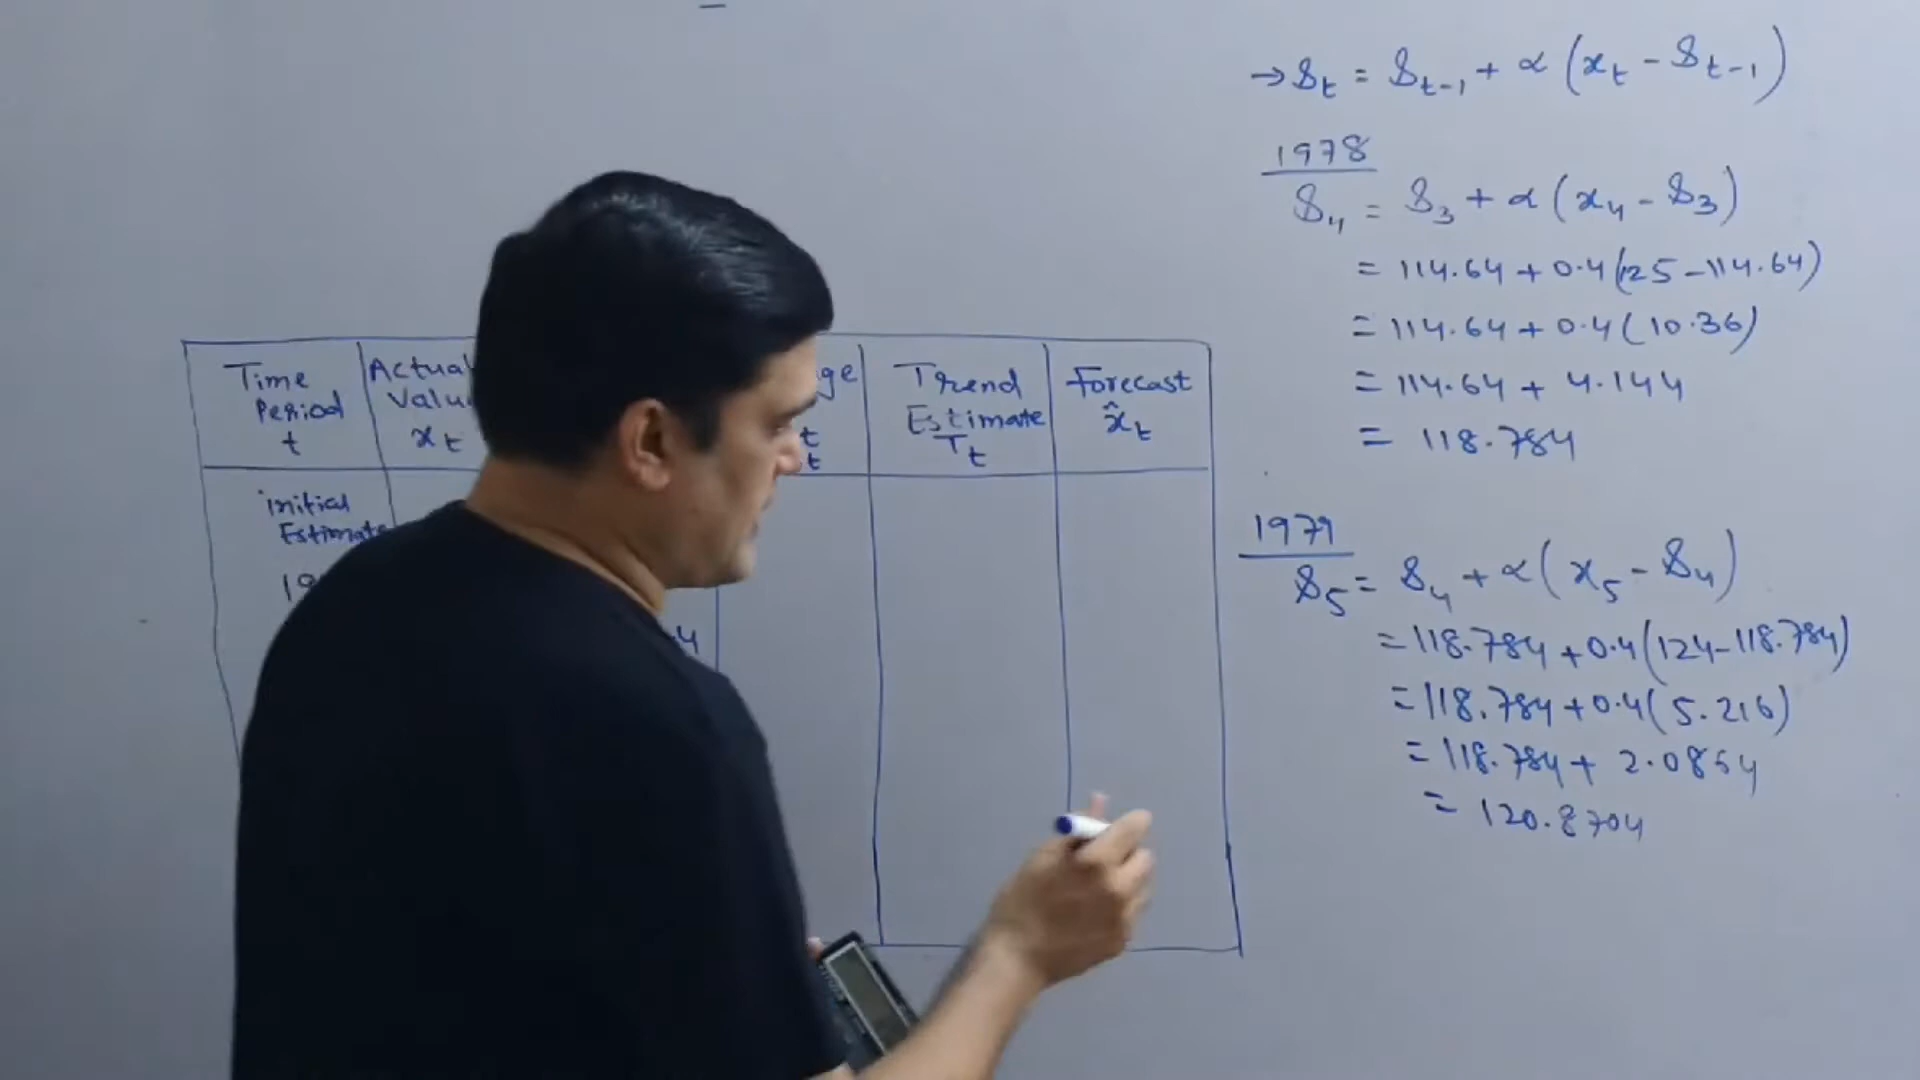 Time Period t
Actual Valu xt
ge t t
Trend Estimate Tt
Forecast x̂t
initial Estimate
→ St = St-1 + α (xt - St-1)
1978
S4 = S3 + α (x4 - S3)
= 114.64 + 0.4 (125 - 114.64)
= 114.64 + 0.4 (10.36)
= 114.64 + 4.144
= 118.784
1979
S5 = S4 + α (x5 - S4)
= 118.784 + 0.4 (124 - 118.784)
= 118.784 + 0.4 (5.216)
= 118.784 + 2.0864
= 120.8704